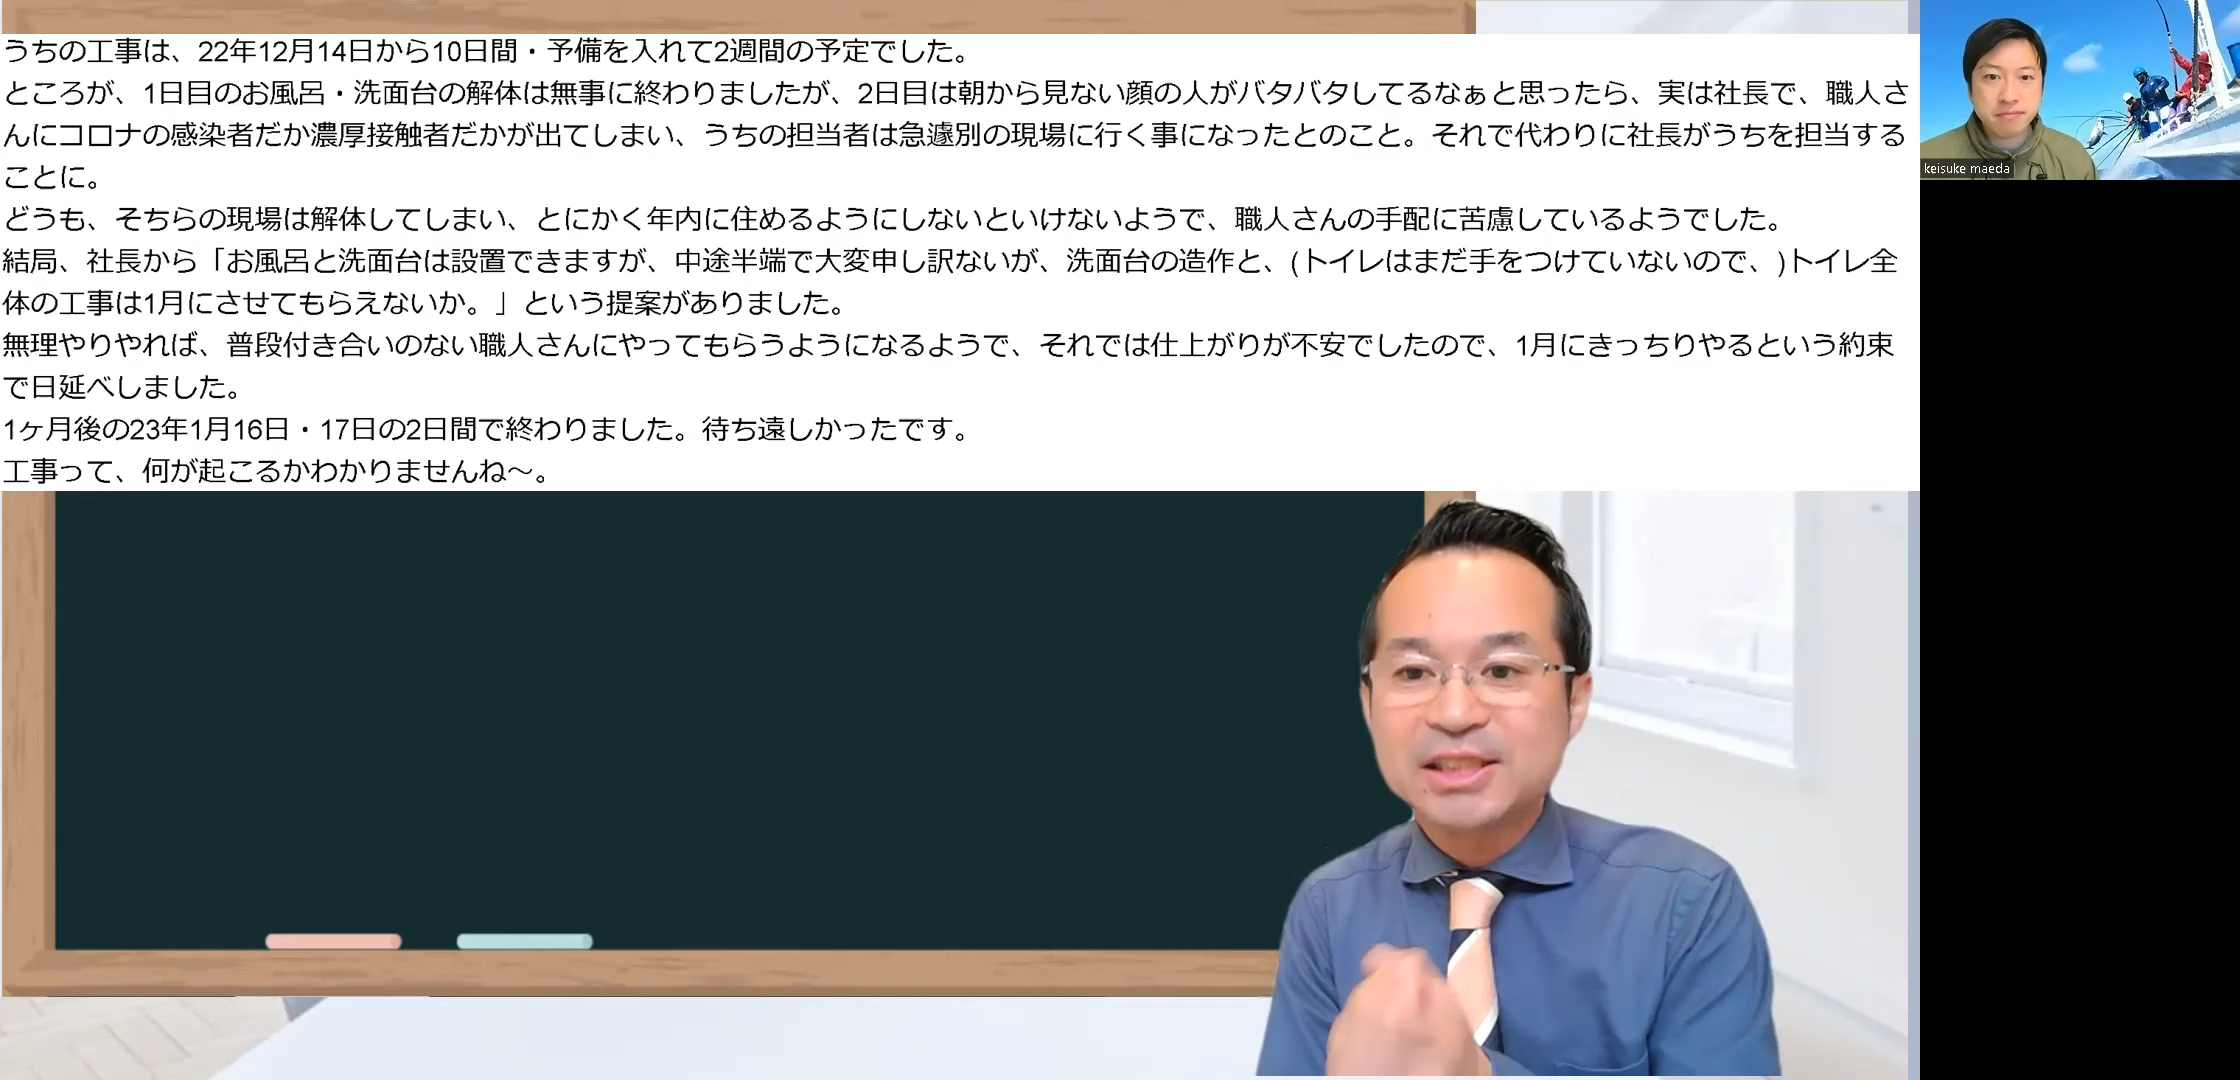 うちの工事は、22年12月14日から10日間・予備を入れて2週間の予定でした。
ところが、1日目のお風呂・洗面台の解体は無事に終わりましたが、2日目は朝から見ない顔の人がバタバタしてるなぁと思ったら、実は社長で、職人さ
んにコロナの感染者だか濃厚接触者だかが出てしまい、うちの担当者は急遽別の現場に行く事になったとのこと。それで代わりに社長がうちを担当する
ことに。
どうも、そちらの現場は解体してしまい、とにかく年内に住めるようにしないといけないようで、職人さんの手配に苦慮しているようでした。
結局、社長から「お風呂と洗面台は設置できますが、中途半端で大変申し訳ないが、洗面台の造作と、(トイレはまだ手をつけていないので、)トイレ全
体の工事は1月にさせてもらえないか。」という提案がありました。
無理やりやれば、普段付き合いのない職人さんにやってもらうようになるようで、それでは仕上がりが不安でしたので、1月にきっちりやるという約束
で日延べしました。
1ヶ月後の23年1月16日・17日の2日間で終わりました。待ち遠しかったです。
工事って、何が起こるかわかりませんね〜。
keisuke maeda